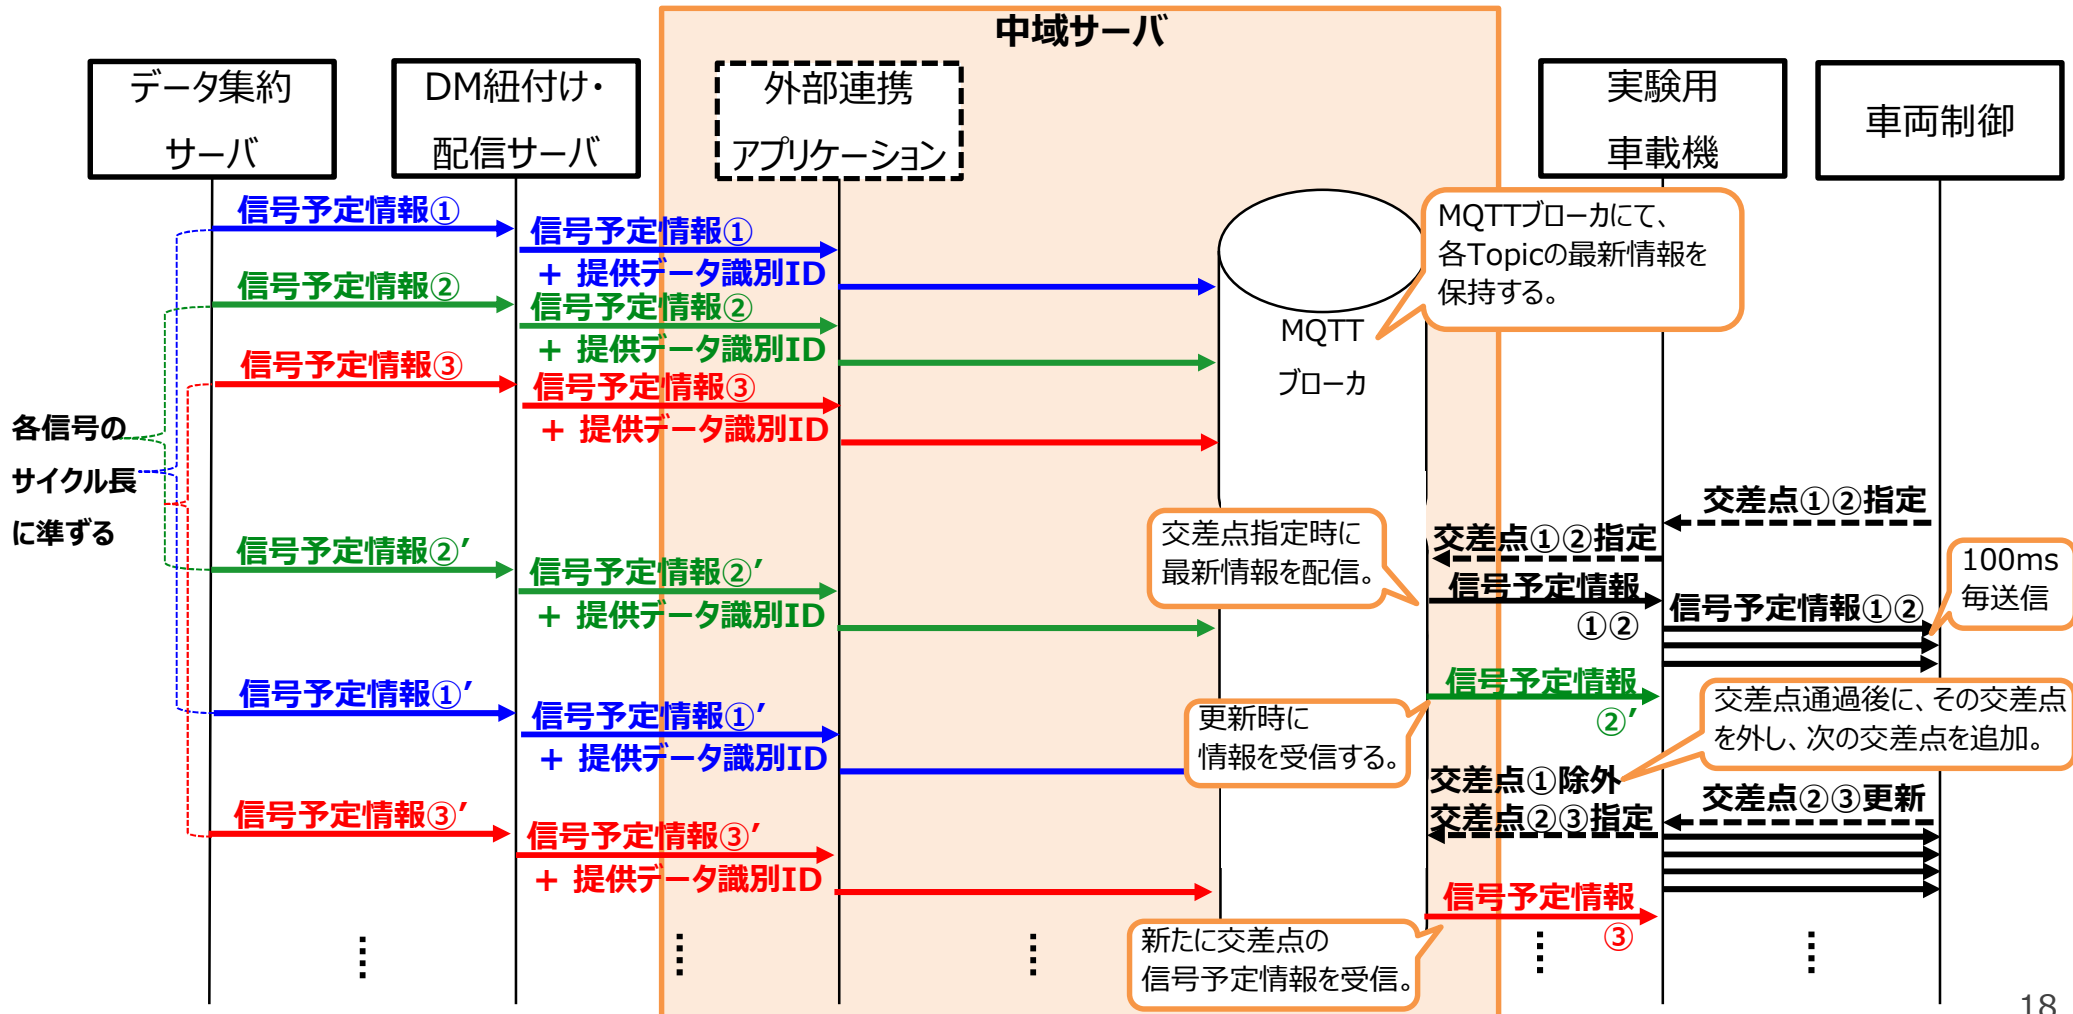 中域サーバ
データ集約
サーバ
DM紐付け・
配信サーバ
外部連携
アプリケーション
実験用
車載機
車両制御
信号予定情報①
信号予定情報①
+ 提供データ識別ID
信号予定情報②
信号予定情報②
+ 提供データ識別ID
信号予定情報③
信号予定情報③
+ 提供データ識別ID
MQTTブローカにて、
各Topicの最新情報を
保持する。
MQTT
ブローカ
各信号の
サイクル長
に準ずる
交差点①②指定
交差点①②指定
交差点指定時に
最新情報を配信。
信号予定情報
①②
信号予定情報①②
100ms
毎送信
信号予定情報②′
信号予定情報②′
+ 提供データ識別ID
信号予定情報
②′
信号予定情報①′
信号予定情報①′
+ 提供データ識別ID
更新時に
情報を受信する。
交差点通過後に、その交差点
を外し、次の交差点を追加。
交差点①除外
交差点②③指定
交差点②③更新
信号予定情報③′
信号予定情報③′
+ 提供データ識別ID
信号予定情報
③
新たに交差点の
信号予定情報を受信。
18